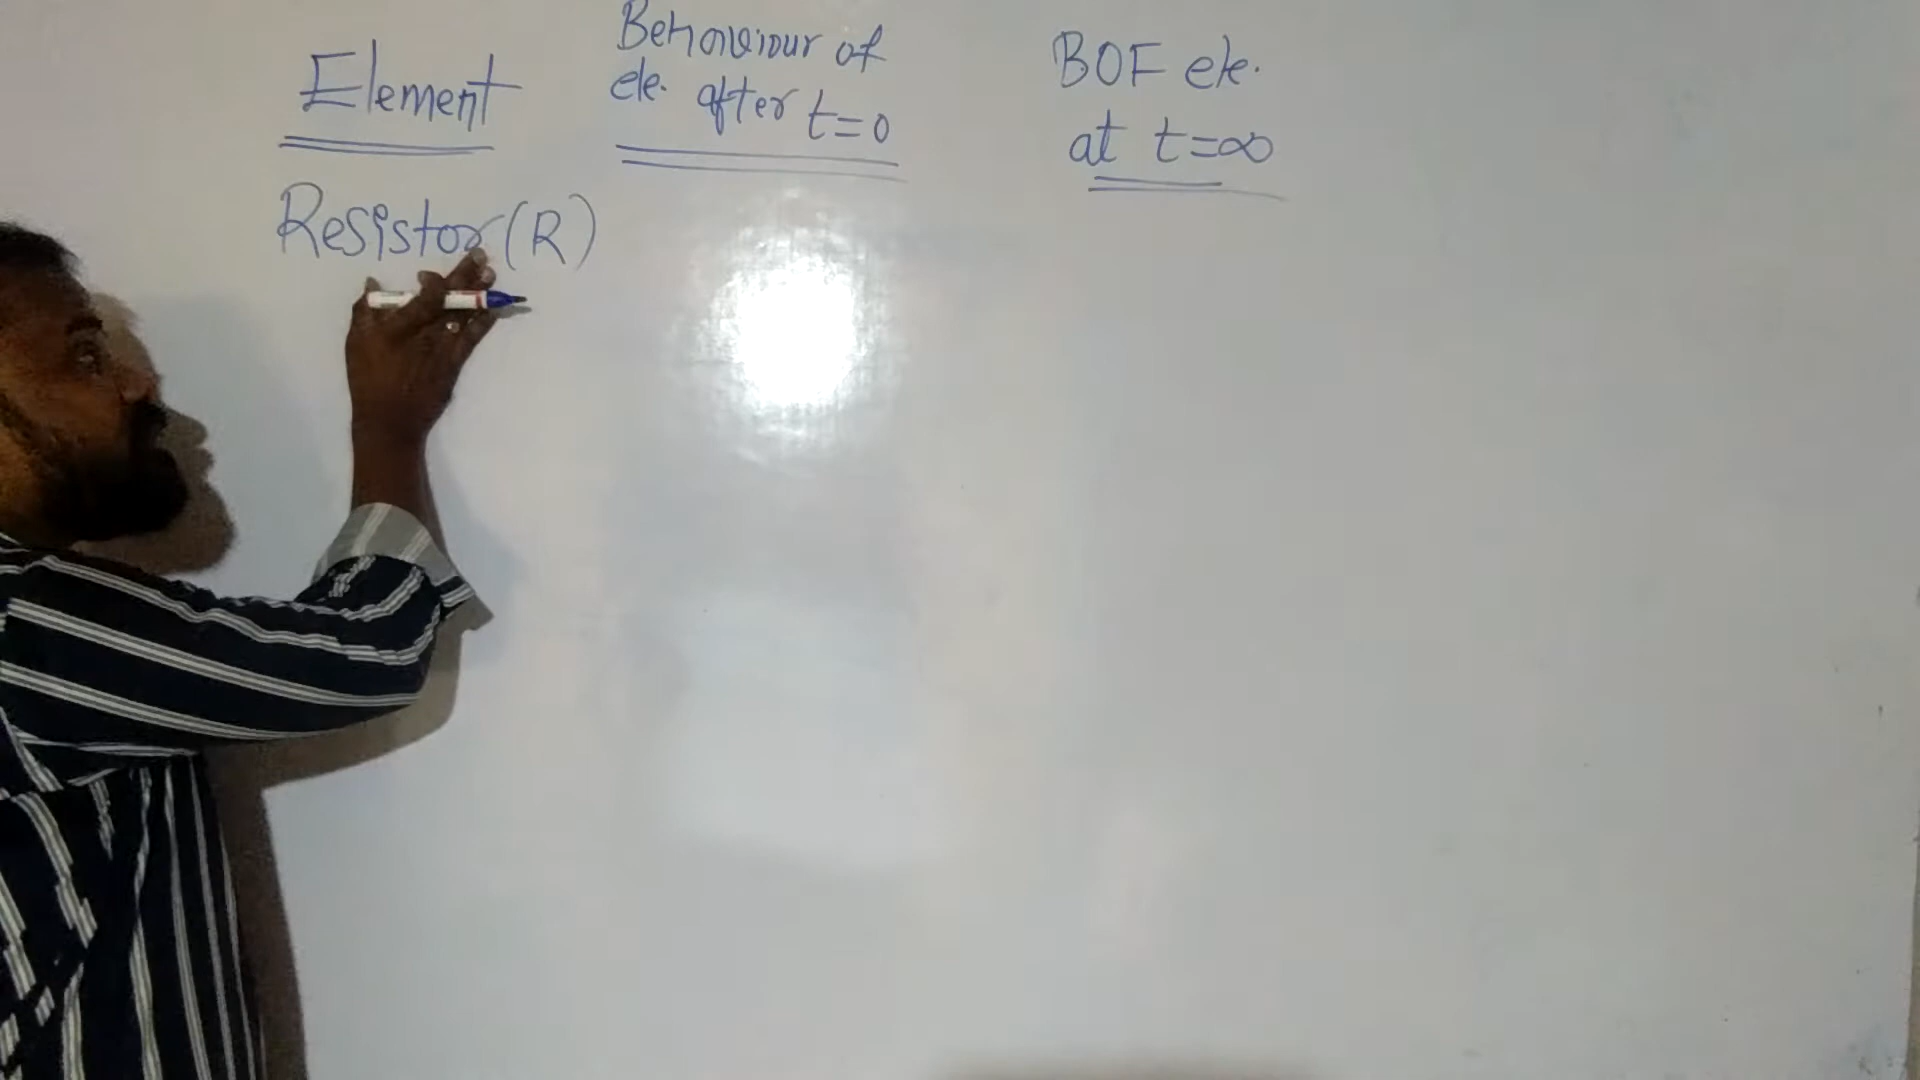 Element
Behaviour of
ele. after t=0
BOF ele.
at t=∞
Resistor (R)